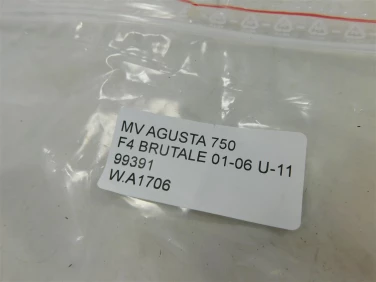 MV AGUSTA 750
F4 BRUTALE 01-06 U-11
99391
W.A1706